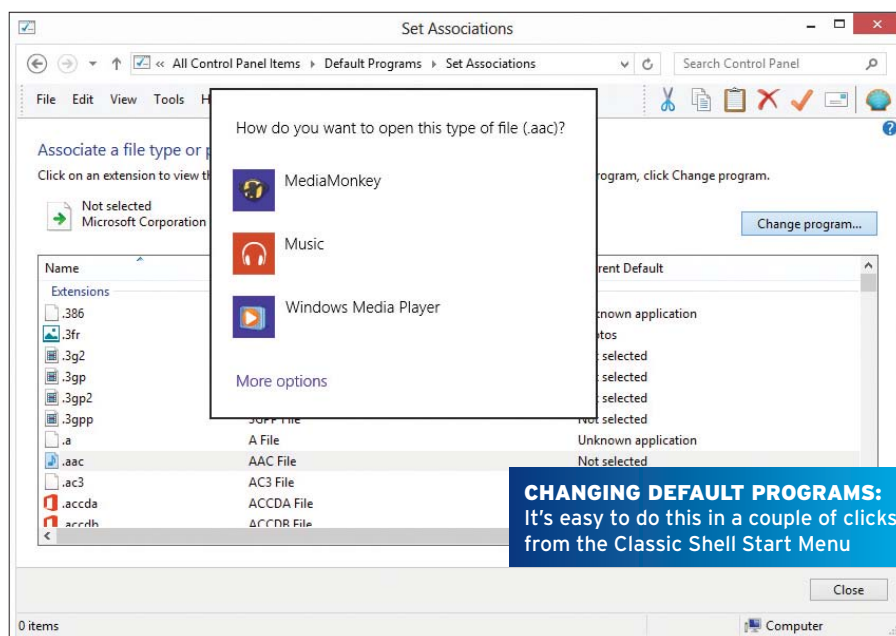 Set Associations
« All Control Panel Items Default Programs Set Associations
Search Control Panel
File Edit View Tools H
How do you want to open this type of file (.aac)?
Associate a file type or
Click on an extension to view
rogram, click Change program.
MediaMonkey
Not selected
Microsoft Corporation
Change program...
Music
Name
rent Default
Extensions
Windows Media Player
.386
known application
.3fr
tos
.3g2
selected
.3gp
selected
More options
.3gp2
selected
.3gpp
3GPP File
Not selected
.a
A File
Unknown application
.aac
AAC File
Not selected
.ac3
AC3 File
.accda
ACCDA File
.accdb
ACCDB File
CHANGING DEFAULT PROGRAMS:
It's easy to do this in a couple of clicks
from the Classic Shell Start Menu
Close
0 items
Computer